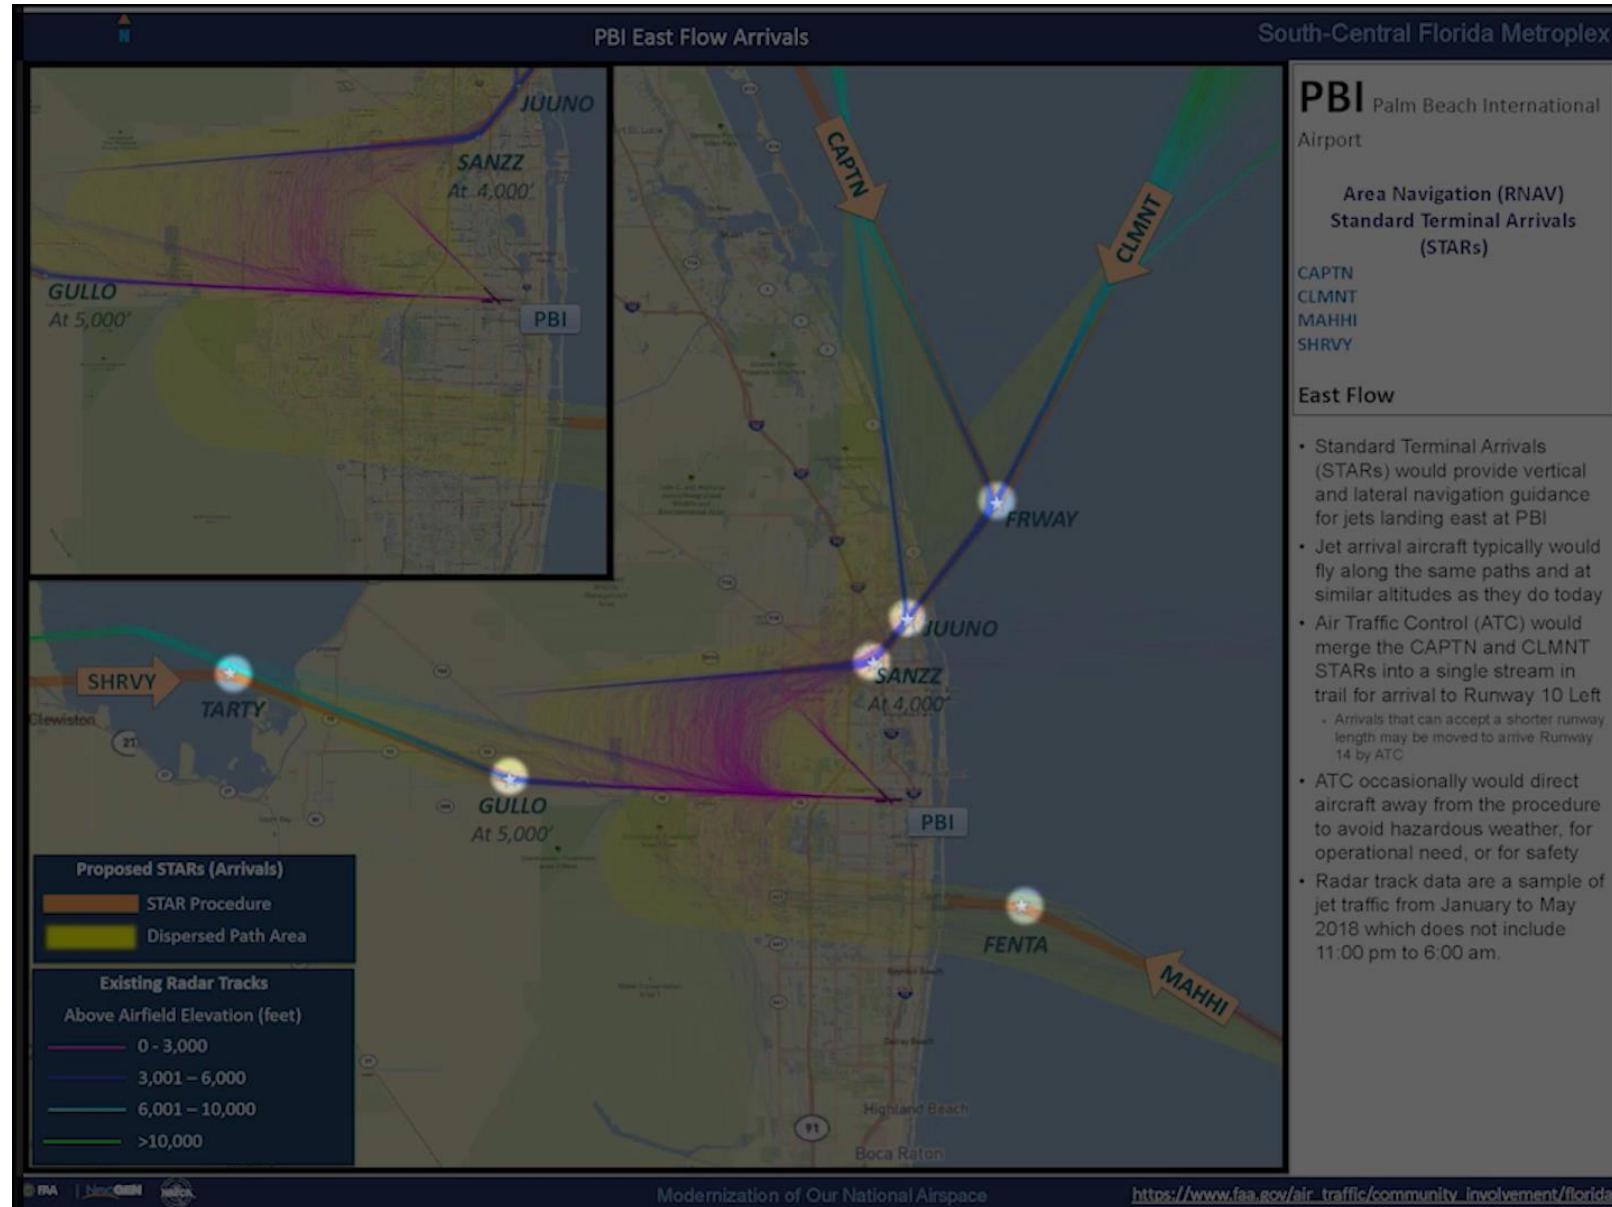 N
PBI East Flow Arrivals
South-Central Florida Metroplex
JUUNO
SANZZ
At 4,000'
GULLO
At 5,000'
PBI
CAPTN
CLMNT
FRWAY
JUUNO
SANZZ
At 4,000'
SHRVY
TARTY
Clewiston
GULLO
At 5,000'
PBI
FENTA
MAHHI
Highland Beach
Boca Raton
91
Proposed STARs (Arrivals)
STAR Procedure
Dispersed Path Area
Existing Radar Tracks
Above Airfield Elevation (feet)
0 - 3,000
3,001 – 6,000
6,001 – 10,000
>10,000
PBI Palm Beach International
Airport
Area Navigation (RNAV)
Standard Terminal Arrivals
(STARs)
CAPTN
CLMNT
MAHHI
SHRVY
East Flow
• Standard Terminal Arrivals
(STARs) would provide vertical
and lateral navigation guidance
for jets landing east at PBI
• Jet arrival aircraft typically would
fly along the same paths and at
similar altitudes as they do today
• Air Traffic Control (ATC) would
merge the CAPTN and CLMNT
STARs into a single stream in
trail for arrival to Runway 10 Left
• Arrivals that can accept a shorter runway
length may be moved to arrive Runway
14 by ATC
• ATC occasionally would direct
aircraft away from the procedure
to avoid hazardous weather, for
operational need, or for safety
• Radar track data are a sample of
jet traffic from January to May
2018 which does not include
11:00 pm to 6:00 am.
FAA | NextGEN NATCA
Modernization of Our National Airspace
https://www.faa.gov/air_traffic/community_involvement/florida